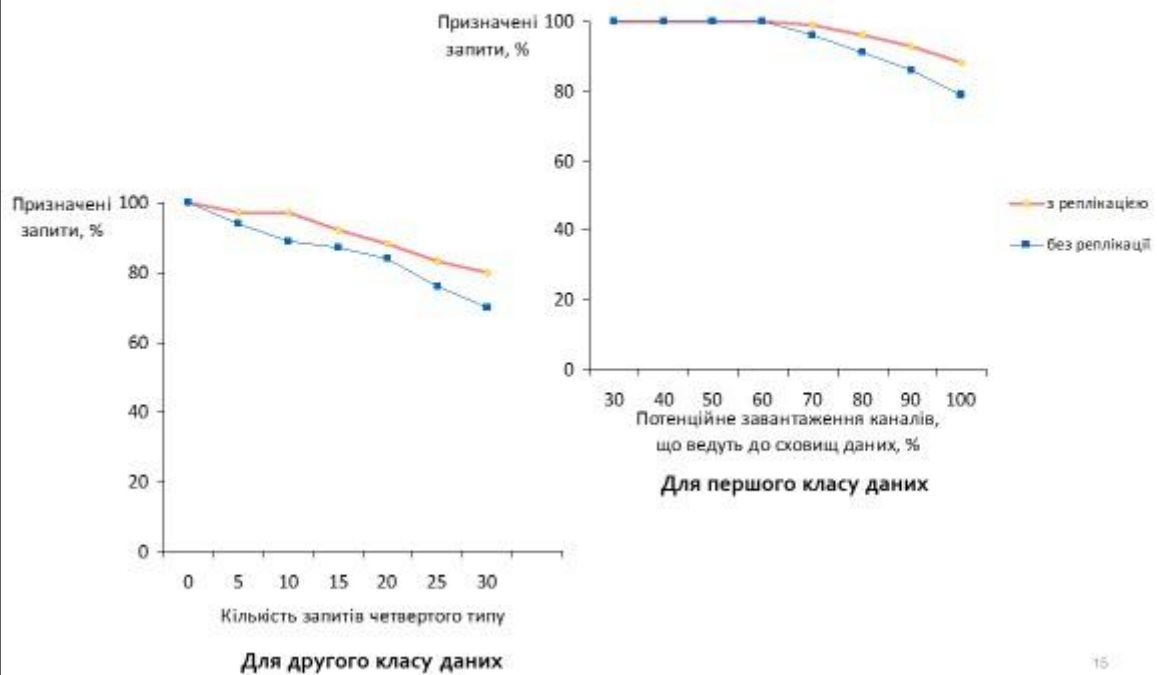 Призначені 100
запити, %
80
60
40
20
0
30 40 50 60 70 80 90 100
Потенційне завантаження каналів,
що ведуть до сховищ даних, %
Для першого класу даних
з реплікацією
без реплікації
Призначені 100
запити, %
80
60
40
20
0
0 5 10 15 20 25 30
Кількість запитів четвертого типу
Для другого класу даних
15